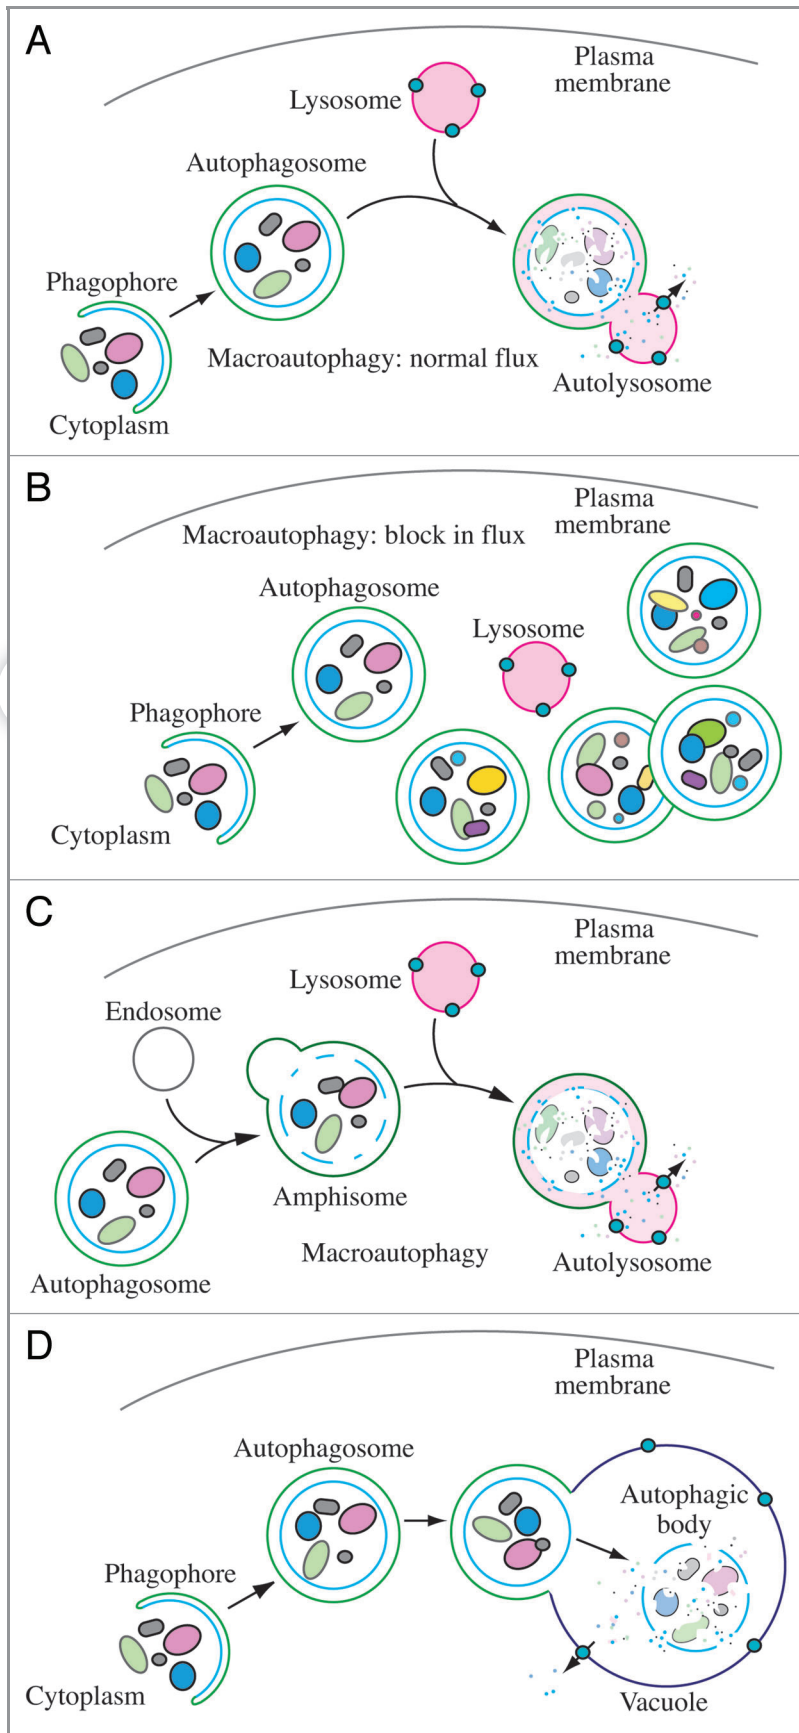 A
Plasma
membrane
Lysosome
Autophagosome
Phagophore
Macroautophagy: normal flux
Autolysosome
Cytoplasm
B
Plasma
membrane
Macroautophagy: block in flux
Autophagosome
Lysosome
Phagophore
Cytoplasm
C
Plasma
membrane
Lysosome
Endosome
Amphisome
Macroautophagy
Autolysosome
Autophagosome
D
Plasma
membrane
Autophagosome
Autophagic
body
Phagophore
Cytoplasm
Vacuole